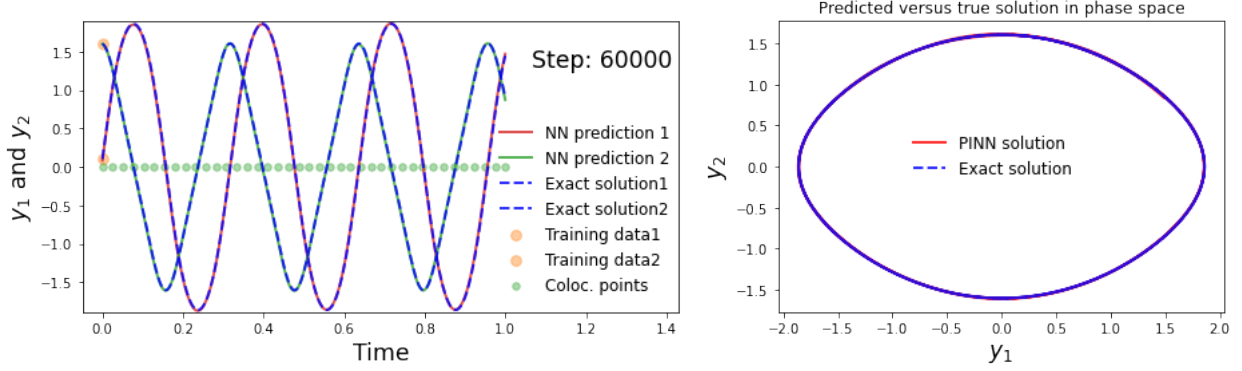 Predicted versus true solution in phase space
Step: 60000
NN prediction 1
NN prediction 2
Exact solution1
Exact solution2
Training data1
Training data2
Coloc. points
y1 and y2
1.5
1.0
0.5
0.0
−0.5
−1.0
−1.5
0.0 0.2 0.4 0.6 0.8 1.0 1.2 1.4
Time
PINN solution
Exact solution
y2
1.5
1.0
0.5
0.0
−0.5
−1.0
−1.5
−2.0 −1.5 −1.0 −0.5 0.0 0.5 1.0 1.5 2.0
y1